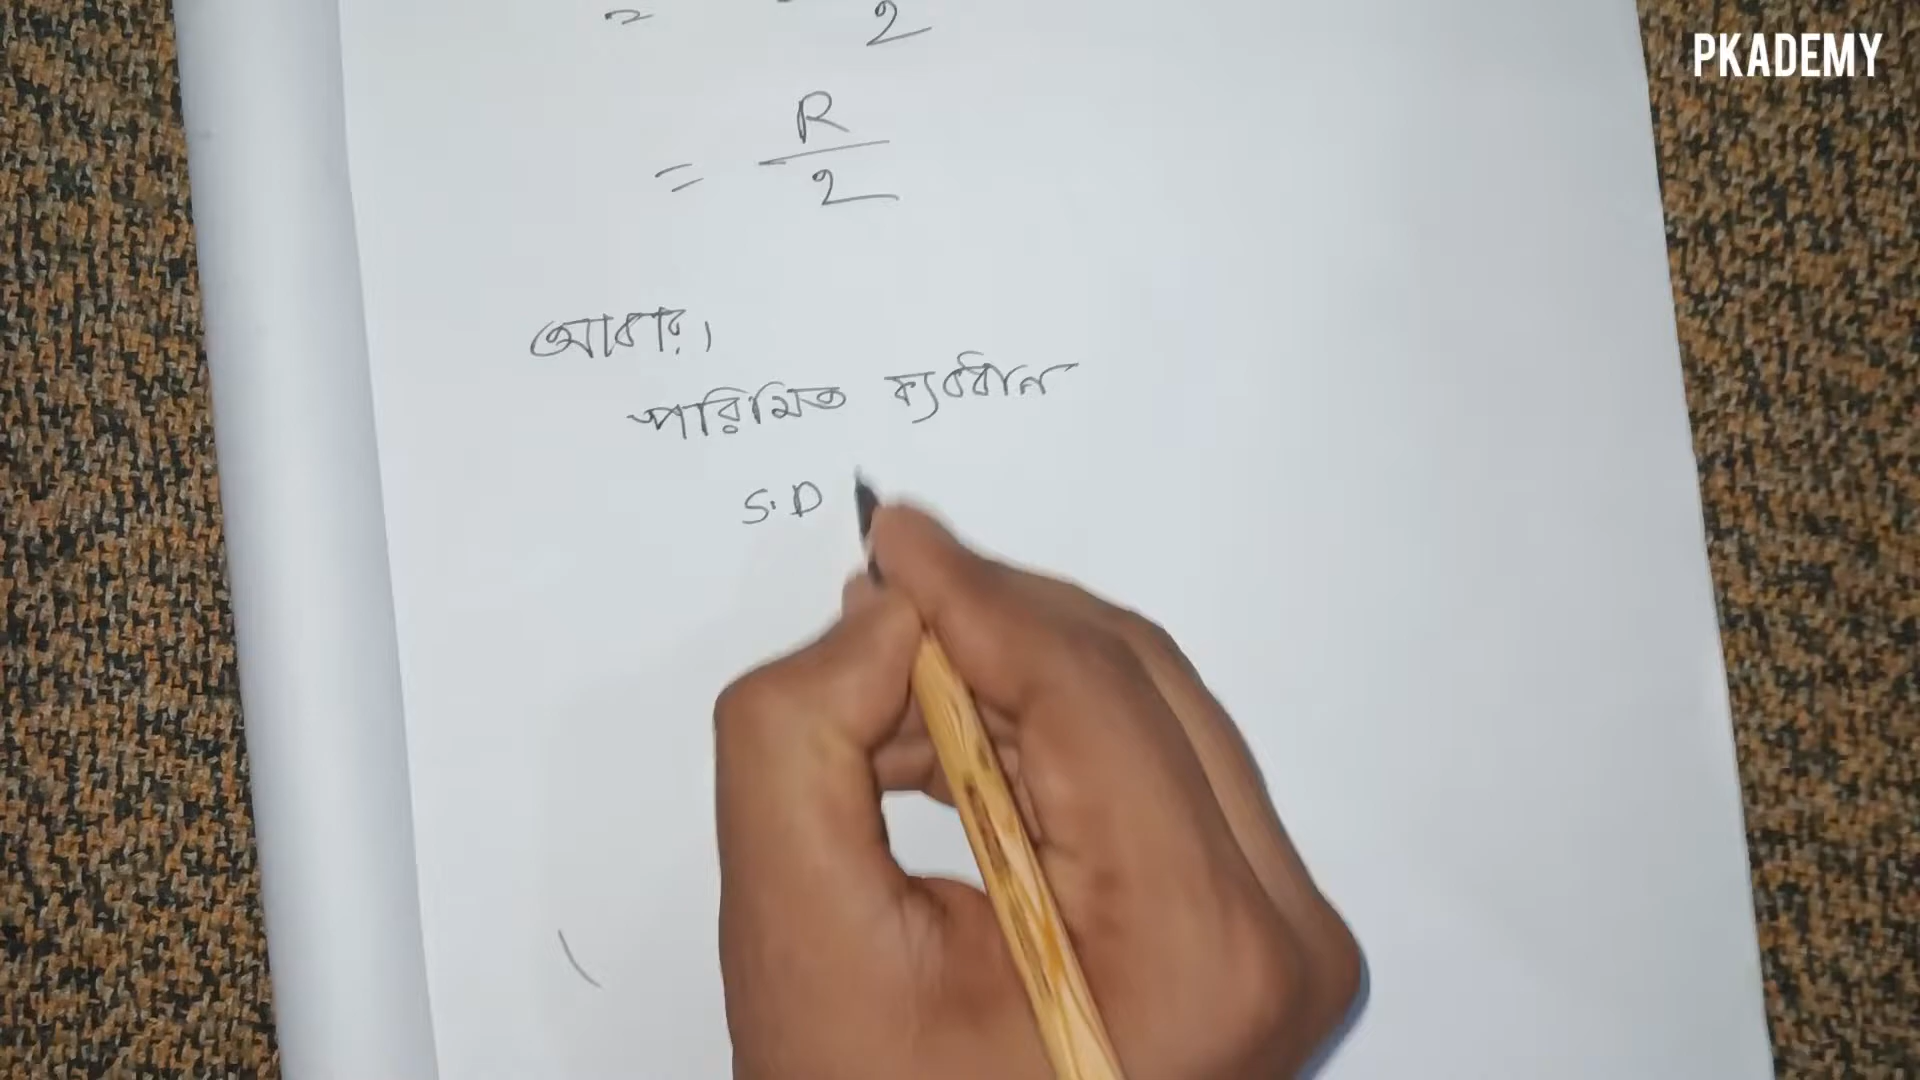 PKADEMY
= 2
R
= 2
আবার,
পরিমিত ব্যবধান
S.D